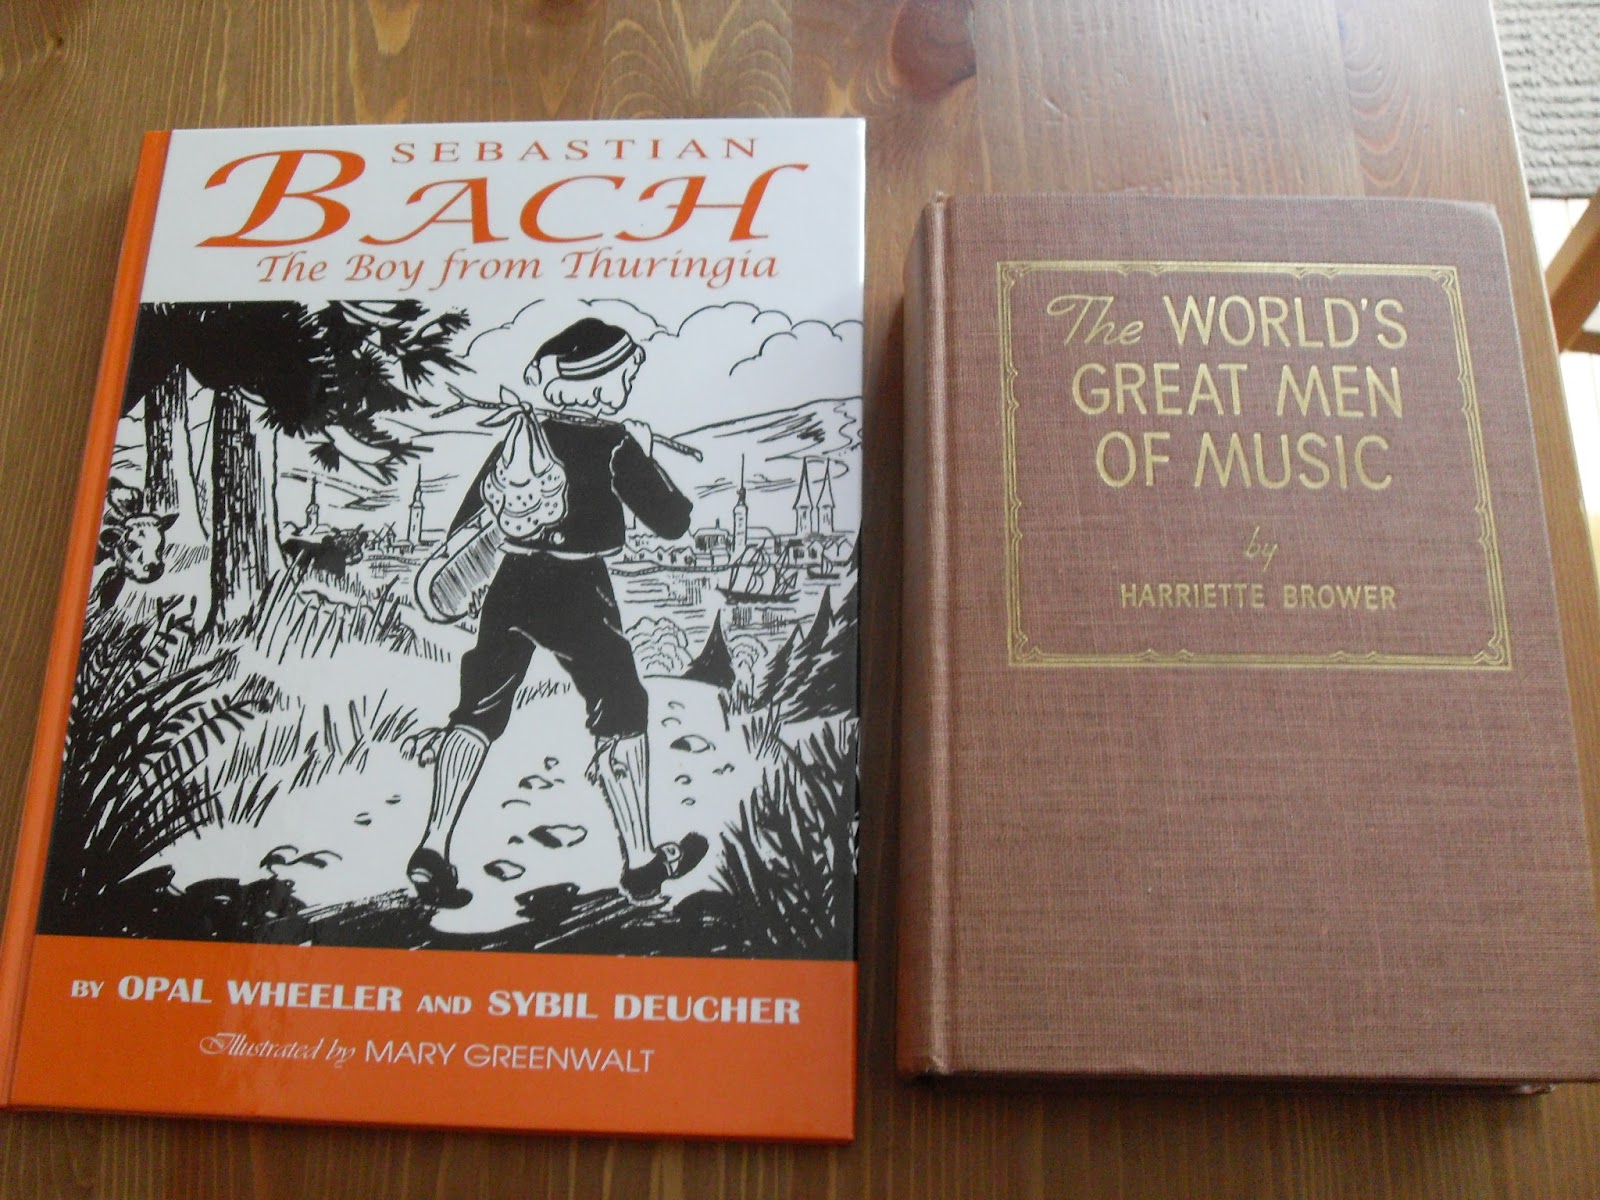 SEBASTIAN
BACH
The Boy from Thuringia
BY OPAL WHEELER AND SYBIL DEUCHER
Illustrated by MARY GREENWALT
The WORLD'S
GREAT MEN
OF MUSIC
by
HARRIETTE BROWER